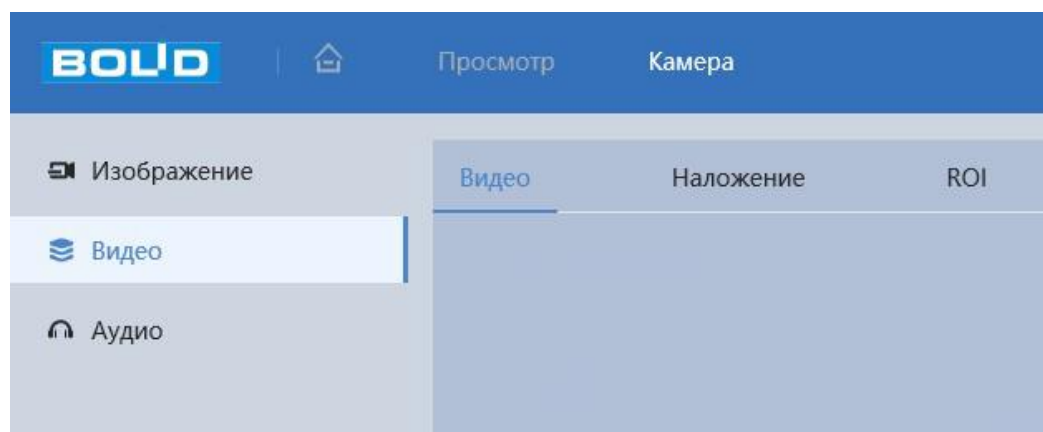 BOLID Просмотр Камера
Изображение
Видео Наложение ROI
Видео
Аудио